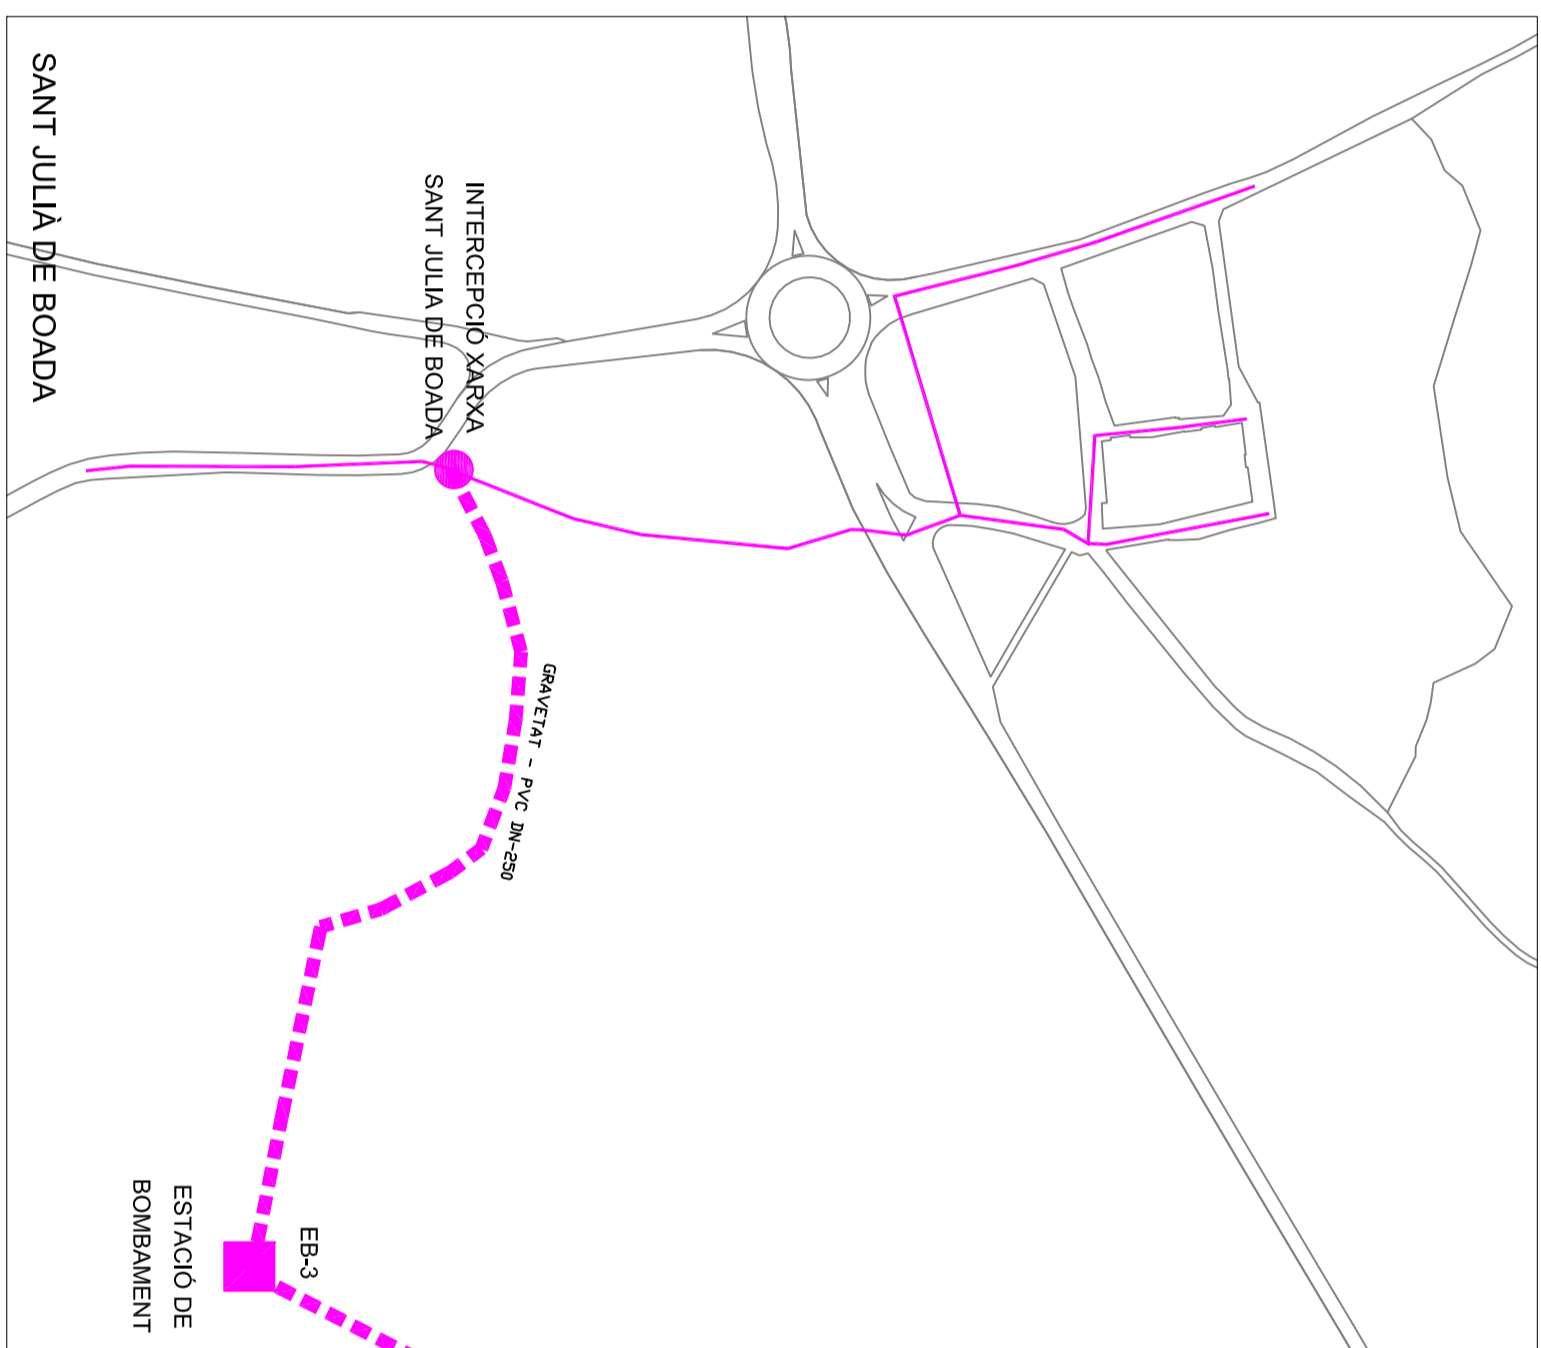 SANT JULIÀ DE BOADA
INTERCEPCIÓ XARXA
SANT JULIA DE BOADA
GRAVETAT - PVC DN-250
EB-3
ESTACIÓ DE
BOMBAMENT